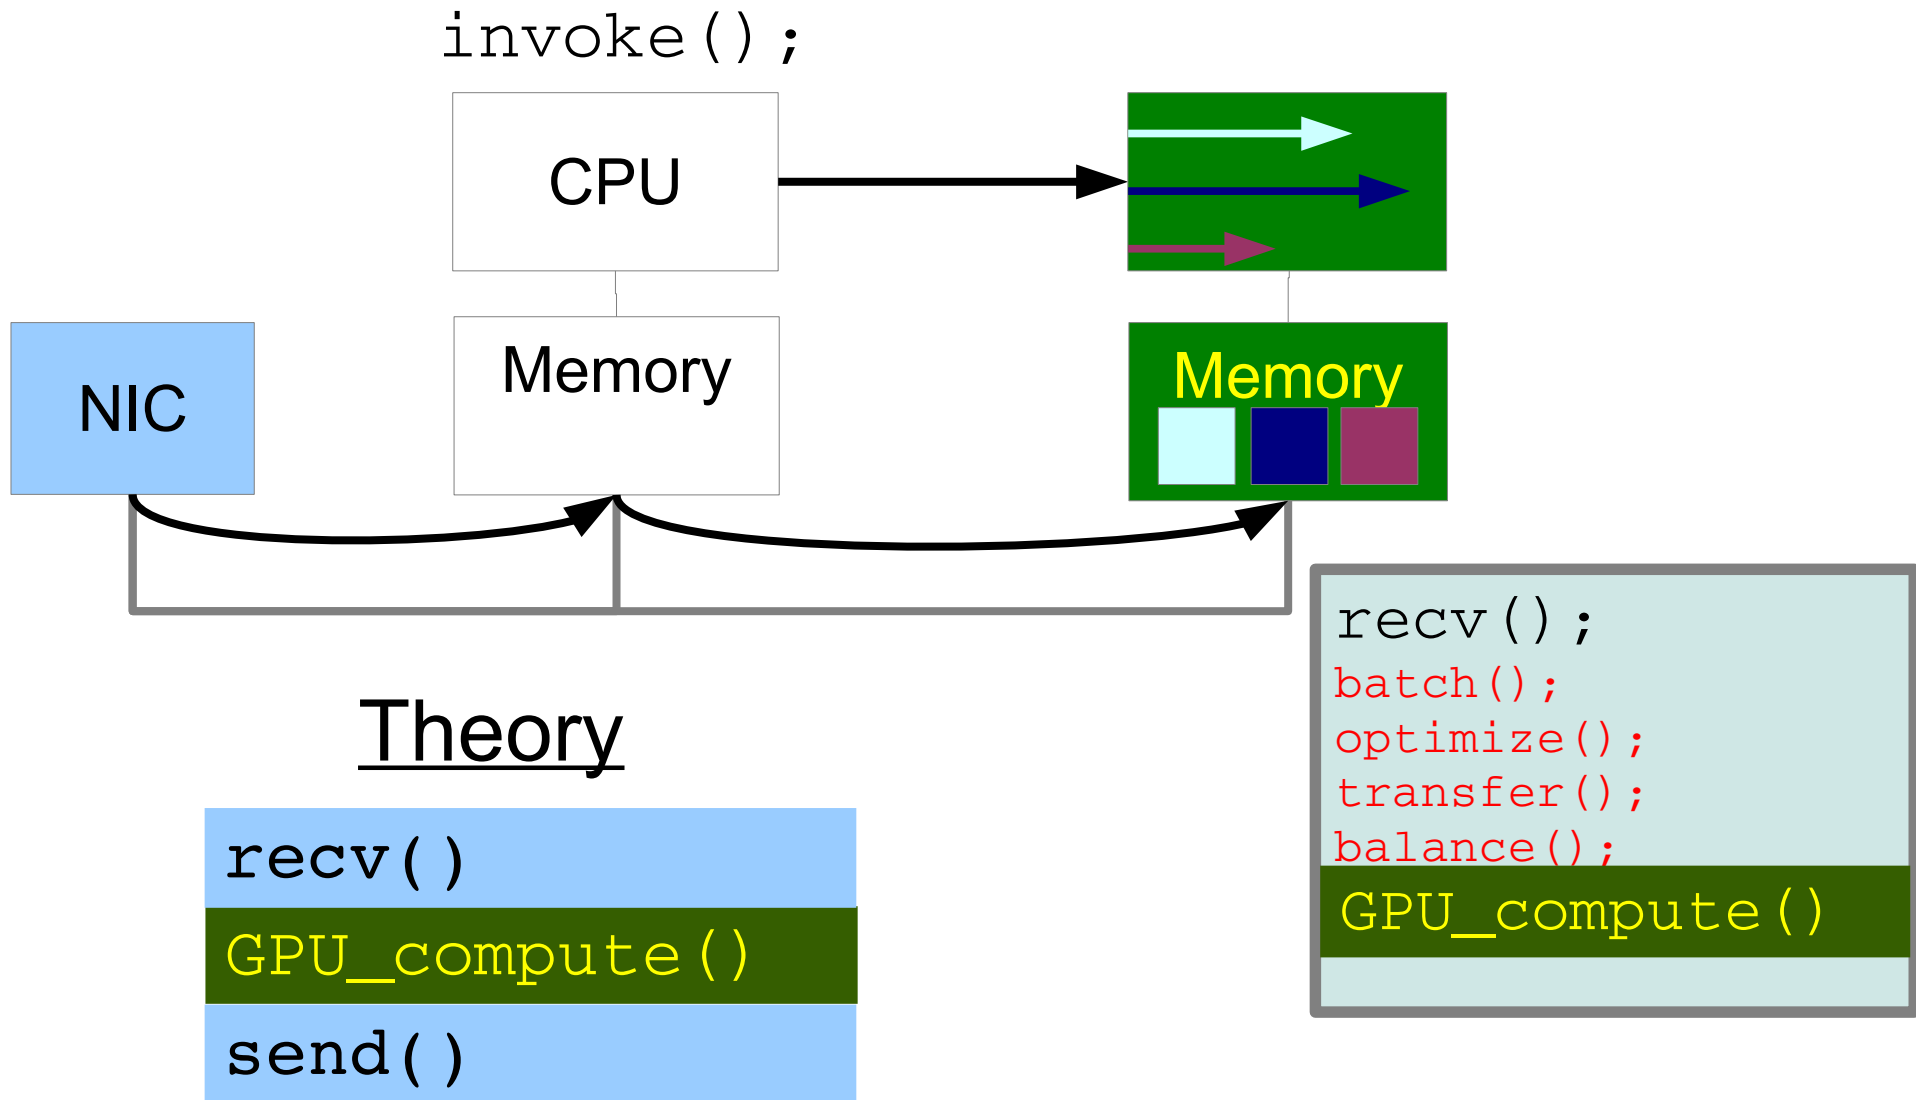 invoke();
CPU
NIC
Memory
Memory
Theory
recv()
GPU_compute()
send()
recv();
batch();
optimize();
transfer();
balance();
GPU_compute()